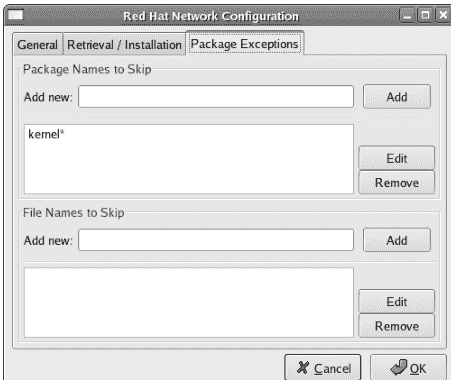 Red Hat Network Configuration
General Retrieval / Installation Package Exceptions
Package Names to Skip
Add new: Add
kernel*
Edit
Remove
File Names to Skip
Add new: Add
Edit
Remove
Cancel OK